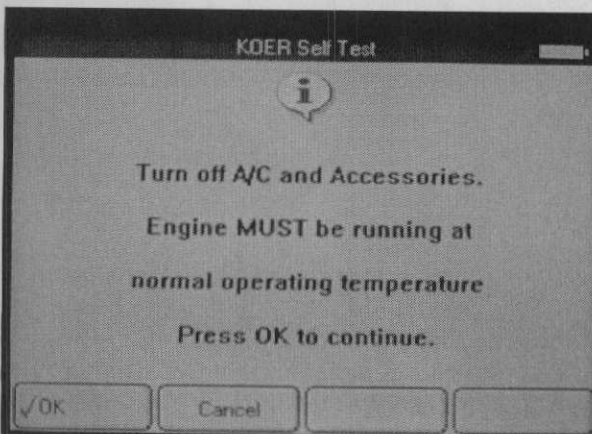 KOER Self Test
i
Turn off A/C and Accessories.
Engine MUST be running at
normal operating temperature
Press OK to continue.
√OK
Cancel